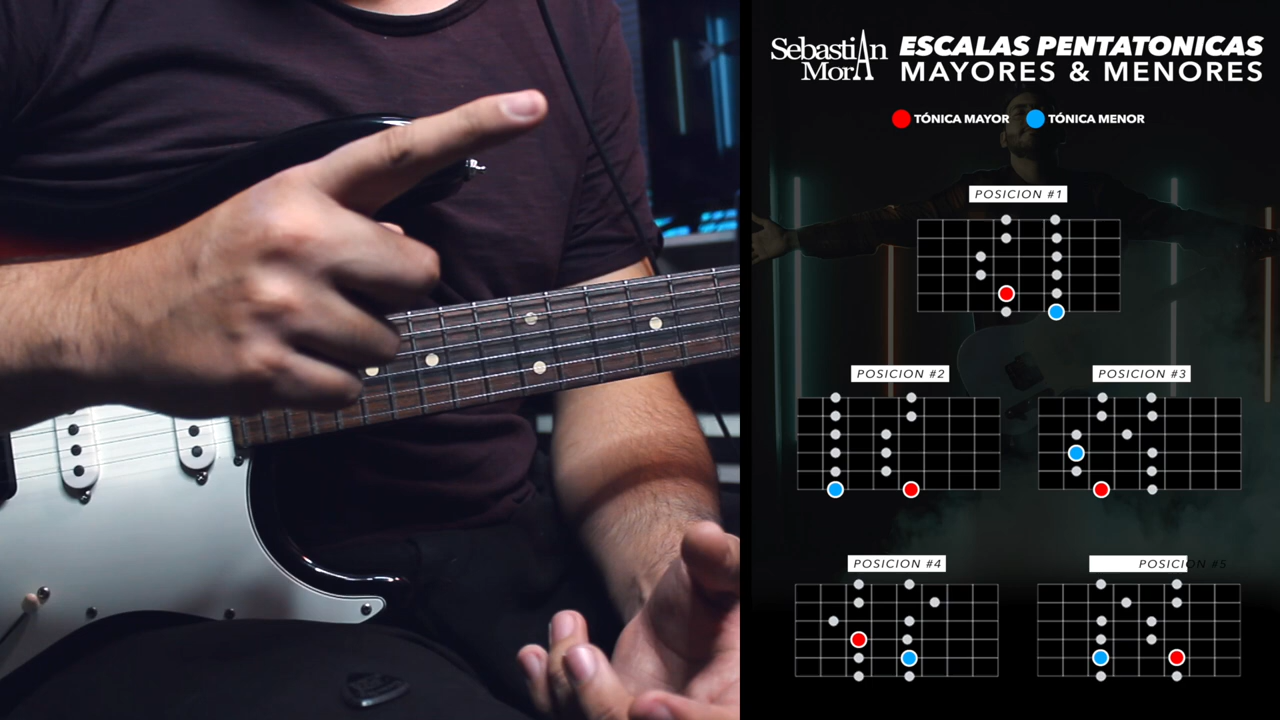 Sebastian
Mora
ESCALAS PENTATONICAS
MAYORES & MENORES
TÓNICA MAYOR
TÓNICA MENOR
POSICION #1
POSICION #2
POSICION #3
POSICION #4
POSICION #5